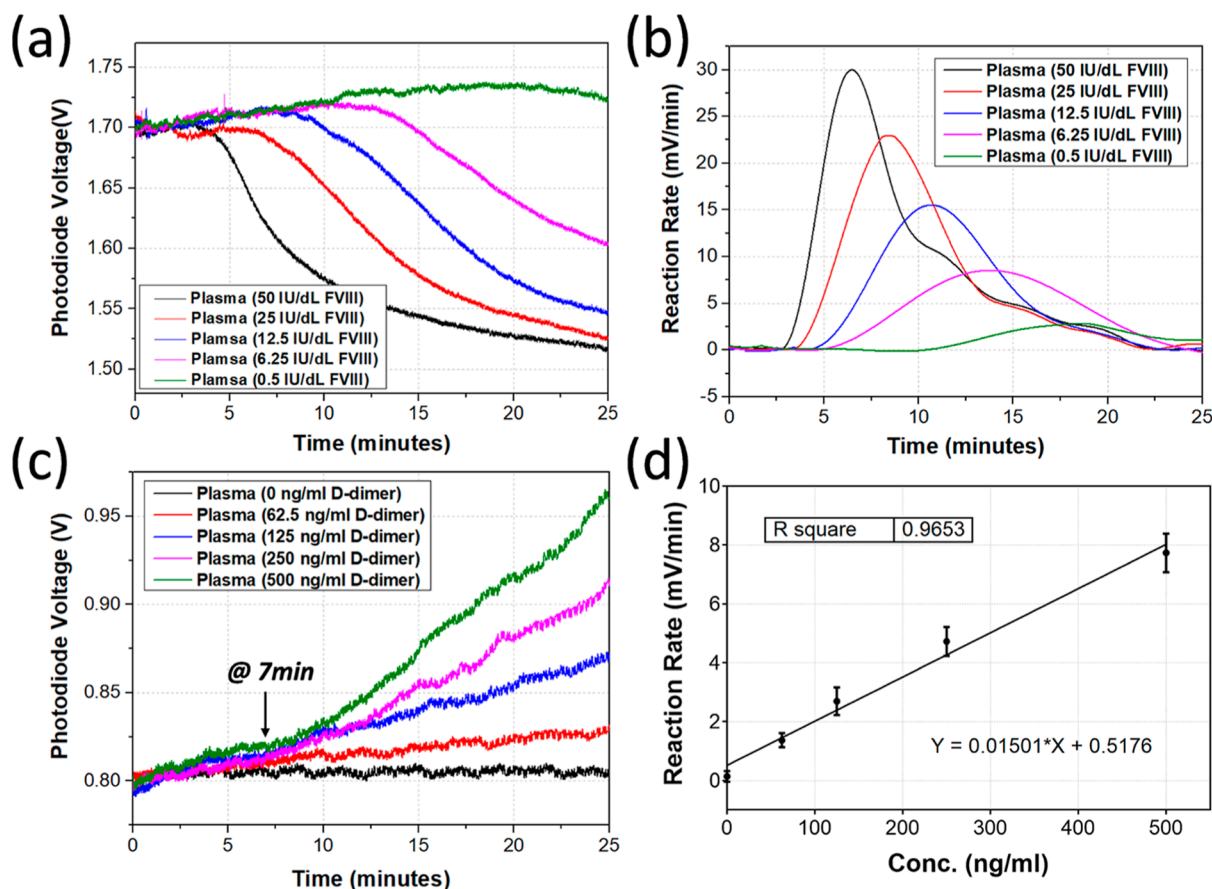 (a)
Photodiode Voltage(V)
1.75
1.70
1.65
1.60
1.55
1.50
Plasma (50 IU/dL FVIII)
Plasma (25 IU/dL FVIII)
Plasma (12.5 IU/dL FVIII)
Plsmsa (6.25 IU/dL FVIII)
Plamsa (0.5 IU/dL FVIII)
0 5 10 15 20 25
Time (minutes)
(b)
Reaction Rate (mV/min)
30
25
20
15
10
5
0
-5
Plasma (50 IU/dL FVIII)
Plasma (25 IU/dL FVIII)
Plasma (12.5 IU/dL FVIII)
Plasma (6.25 IU/dL FVIII)
Plasma (0.5 IU/dL FVIII)
0 5 10 15 20 25
Time (minutes)
(c)
Photodiode Voltage (V)
0.95
0.90
0.85
0.80
0.75
Plasma (0 ng/ml D-dimer)
Plasma (62.5 ng/ml D-dimer)
Plasma (125 ng/ml D-dimer)
Plasma (250 ng/ml D-dimer)
Plasma (500 ng/ml D-dimer)
@ 7min
0 5 10 15 20 25
Time (minutes)
(d)
Reaction Rate (mV/min)
10
8
6
4
2
0
R square 0.9653
Y = 0.01501*X + 0.5176
0 100 200 300 400 500
Conc. (ng/ml)